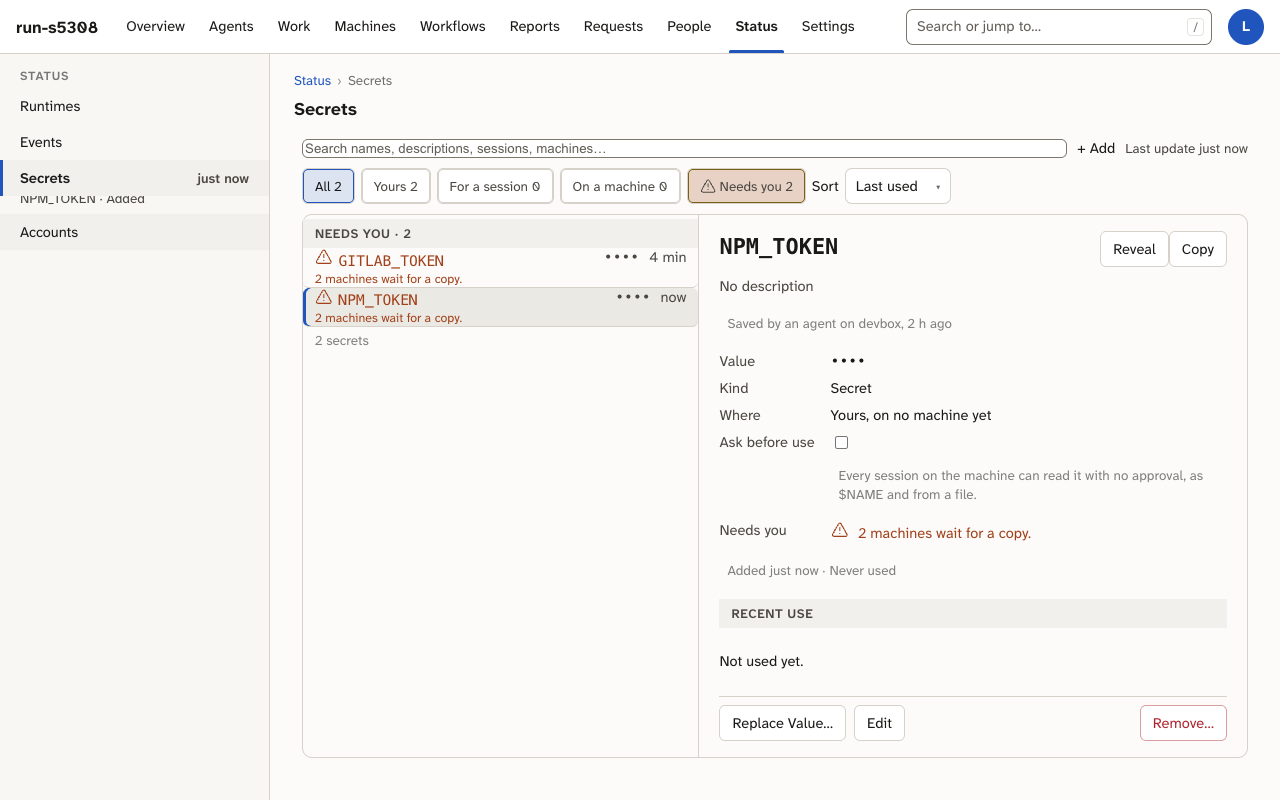 run-s5308 Overview Agents Work Machines Workflows Reports Requests People Status Settings Search or jump to… / L
STATUS
Runtimes
Events
Secrets just now
NPM_TOKEN · Added
Accounts
Status › Secrets
Secrets
Search names, descriptions, sessions, machines… + Add Last update just now
All 2 Yours 2 For a session 0 On a machine 0 Needs you 2 Sort Last used
NEEDS YOU · 2
GITLAB_TOKEN •••• 4 min
2 machines wait for a copy.
NPM_TOKEN •••• now
2 machines wait for a copy.
2 secrets
NPM_TOKEN Reveal Copy
No description
Saved by an agent on devbox, 2 h ago
Value ••••
Kind Secret
Where Yours, on no machine yet
Ask before use
Every session on the machine can read it with no approval, as
$NAME and from a file.
Needs you 2 machines wait for a copy.
Added just now · Never used
RECENT USE
Not used yet.
Replace Value… Edit Remove…